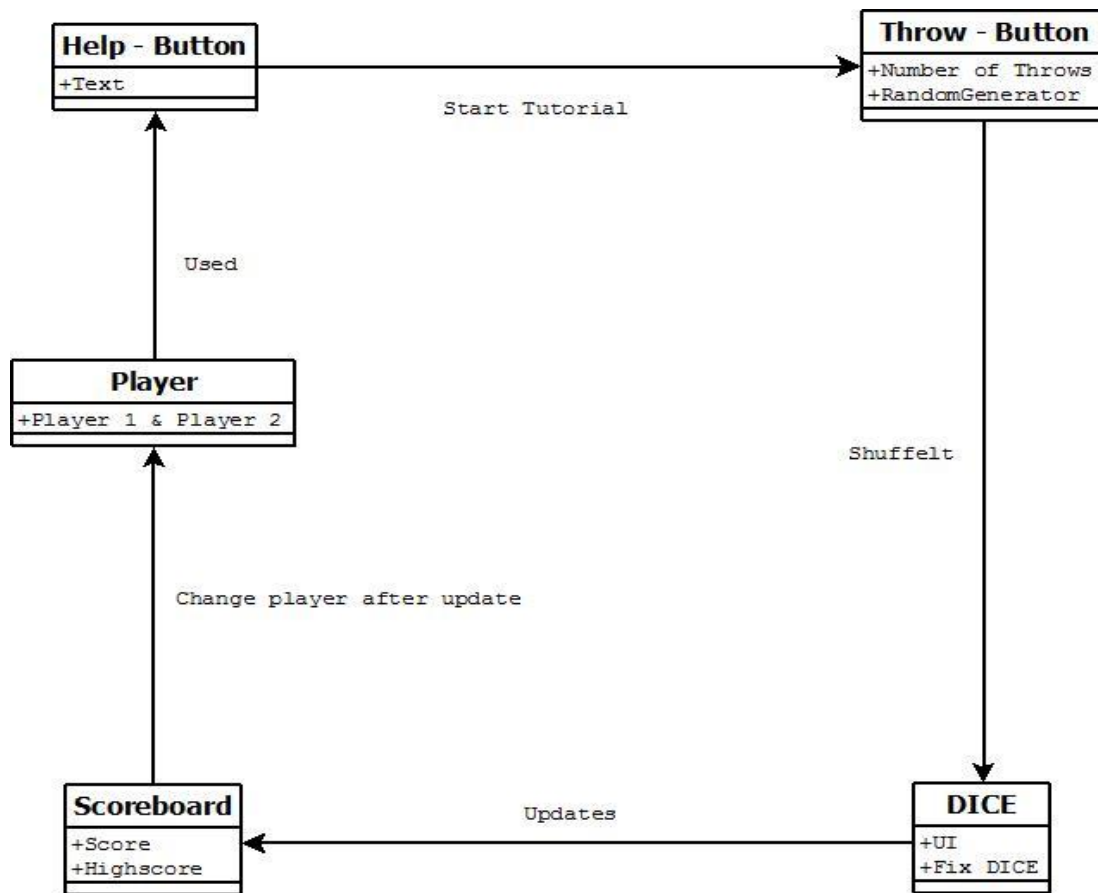 Help - Button
+Text
Throw - Button
+Number of Throws
+RandomGenerator
Start Tutorial
Used
Player
+Player 1 & Player 2
Shuffelt
Change player after update
Scoreboard
+Score
+Highscore
Updates
DICE
+UI
+Fix DICE